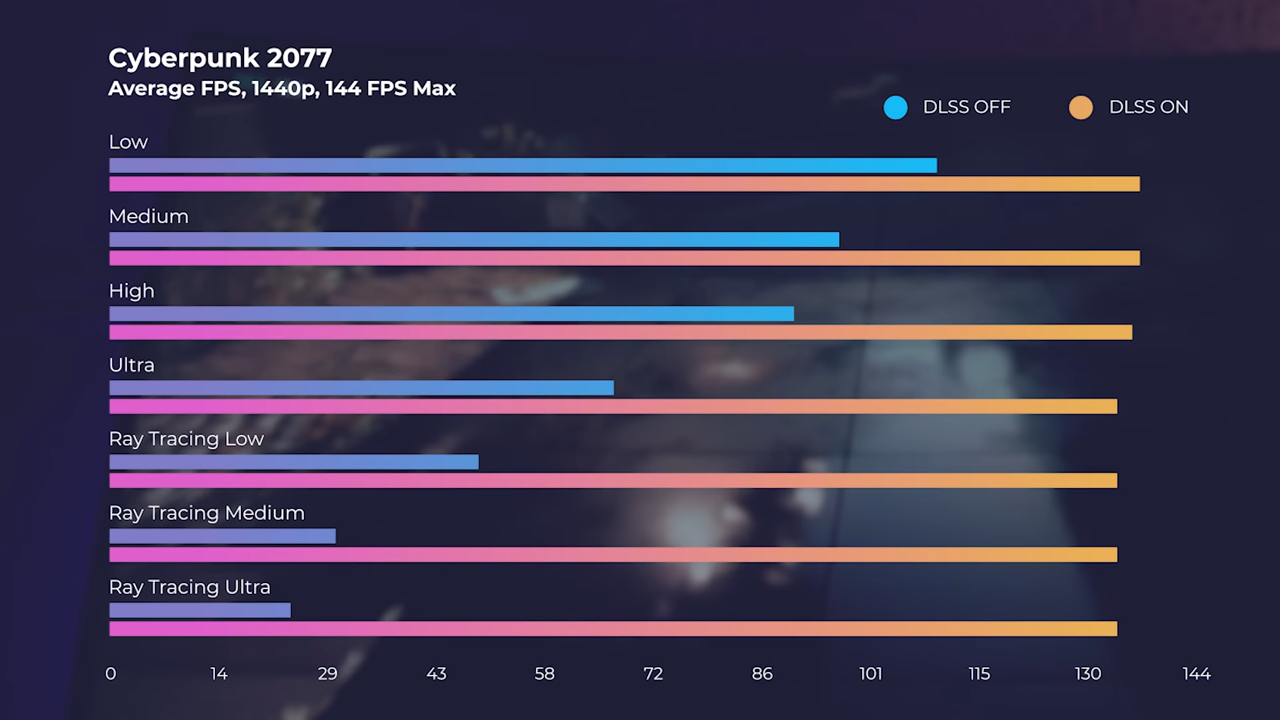 Cyberpunk 2077
Average FPS, 1440p, 144 FPS Max
DLSS OFF
DLSS ON
Low
Medium
High
Ultra
Ray Tracing Low
Ray Tracing Medium
Ray Tracing Ultra
0 14 29 43 58 72 86 101 115 130 144